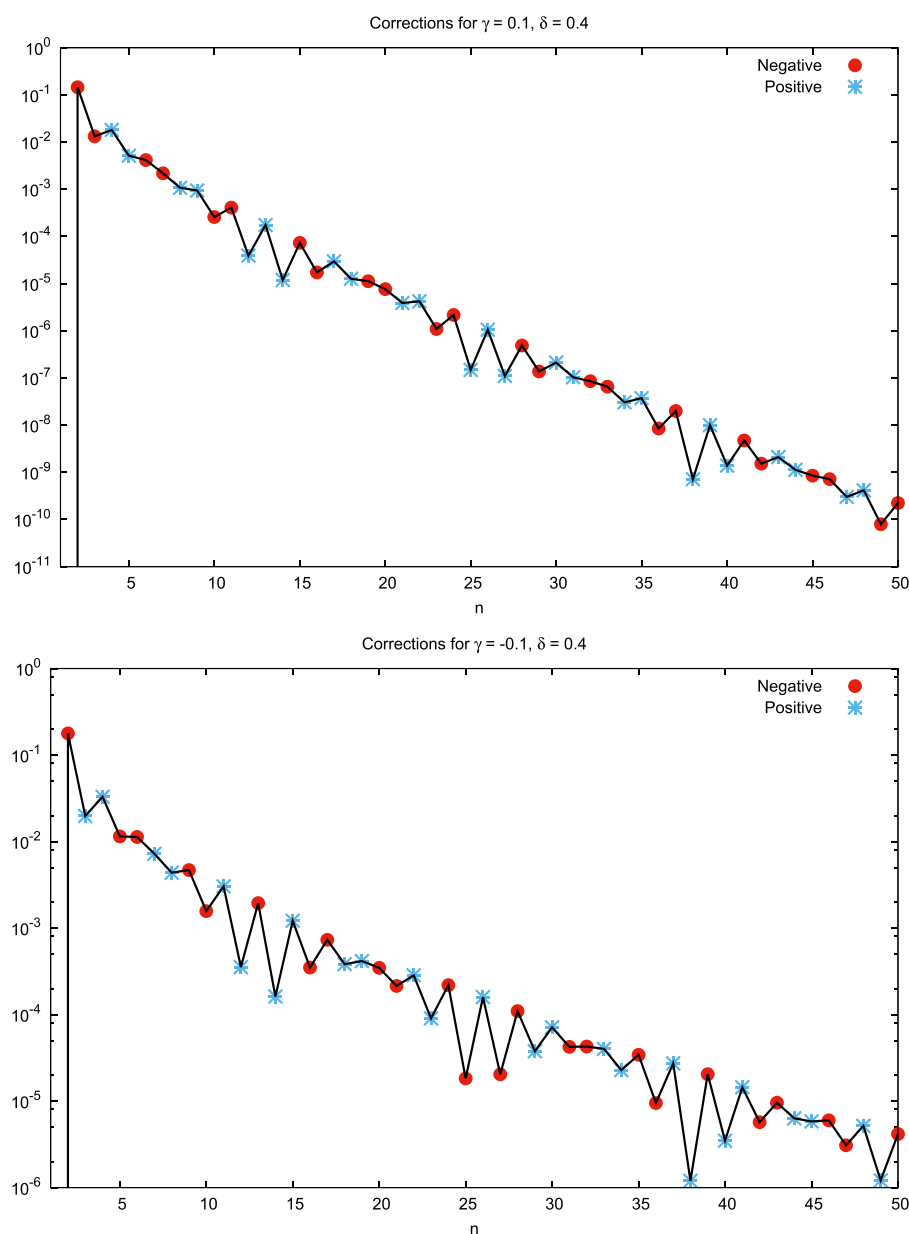 Corrections for γ = 0.1, δ = 0.4
Negative
Positive
10^0
10^-1
10^-2
10^-3
10^-4
10^-5
10^-6
10^-7
10^-8
10^-9
10^-10
10^-11
5 10 15 20 25 30 35 40 45 50
n
Corrections for γ = -0.1, δ = 0.4
Negative
Positive
10^0
10^-1
10^-2
10^-3
10^-4
10^-5
10^-6
5 10 15 20 25 30 35 40 45 50
n